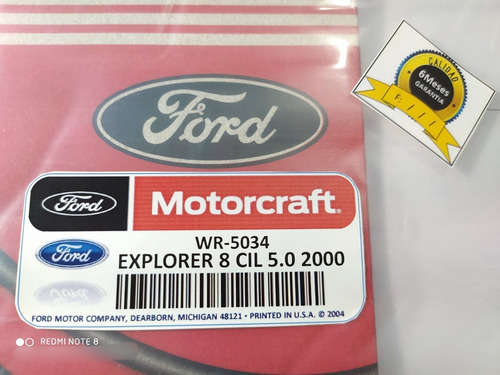 CALIDAD
6Meses
GARANTIA
Ford
Ford
Motorcraft.
Ford
WR-5034
EXPLORER 8 CIL 5.0 2000
FORD MOTOR COMPANY, DEARBORN, MICHIGAN 48121 • PRINTED IN U.S.A. © 2004
REDMI NOTE 8